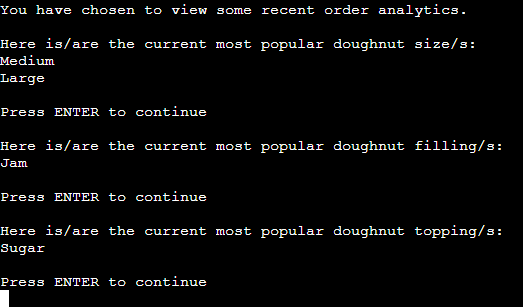 You have chosen to view some recent order analytics.
Here is/are the current most popular doughnut size/s:
Medium
Large
Press ENTER to continue
Here is/are the current most popular doughnut filling/s:
Jam
Press ENTER to continue
Here is/are the current most popular doughnut topping/s:
Sugar
Press ENTER to continue